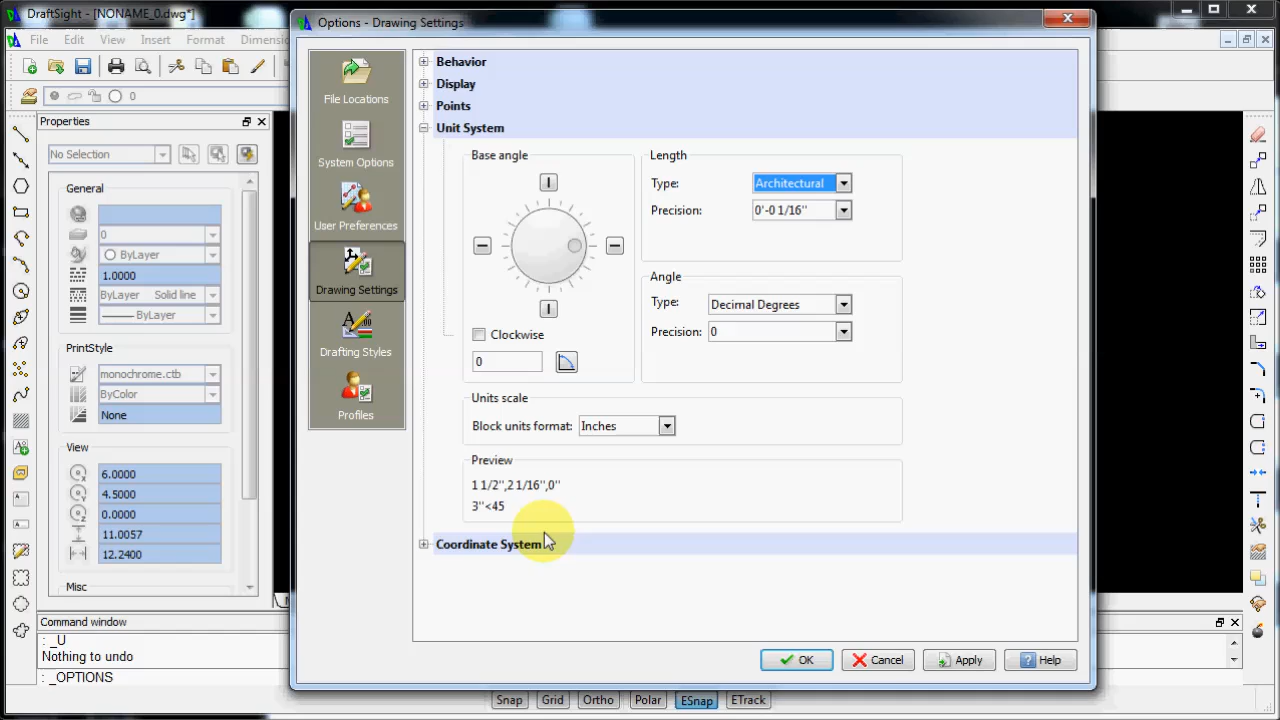 DraftSight - [NONAME_0.dwg*]
File Edit View Insert Format Dimensi
0
Properties
No Selection
General
0
ByLayer
1.0000
ByLayer Solid line
ByLayer
PrintStyle
monochrome.ctb
ByColor
None
View
6.0000
4.5000
0.0000
11.0057
12.2400
Misc
Command window
: _U
Nothing to undo
: _OPTIONS
Options - Drawing Settings
File Locations
System Options
User Preferences
Drawing Settings
Drafting Styles
Profiles
Behavior
Display
Points
Unit System
Base angle
Clockwise
0
Length
Type: Architectural
Precision: 0'-0 1/16"
Angle
Type: Decimal Degrees
Precision: 0
Units scale
Block units format: Inches
Preview
1 1/2'',2 1/16'',0''
3''<45
Coordinate System
OK Cancel Apply Help
Snap Grid Ortho Polar ESnap ETrack